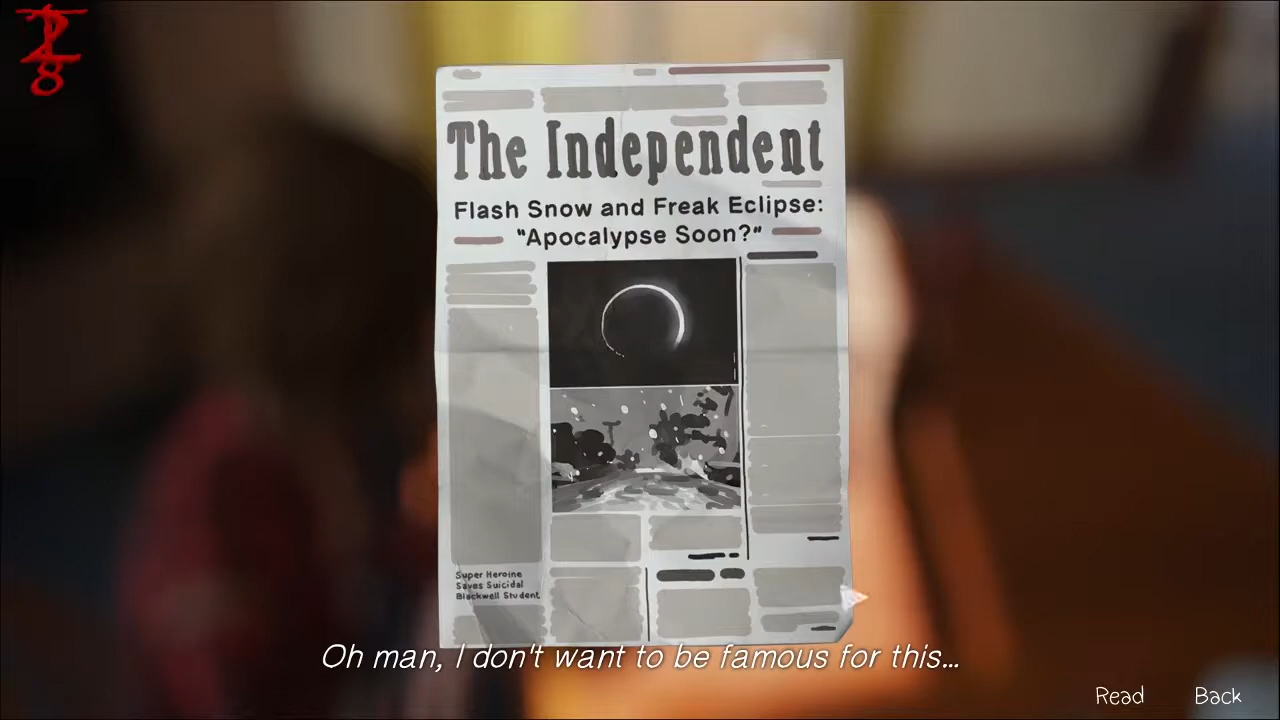 The Independent
Flash Snow and Freak Eclipse:
"Apocalypse Soon?"
Super Heroine
Saves Suicidal
Blackwell Student
Oh man, I don't want to be famous for this...
Read Back